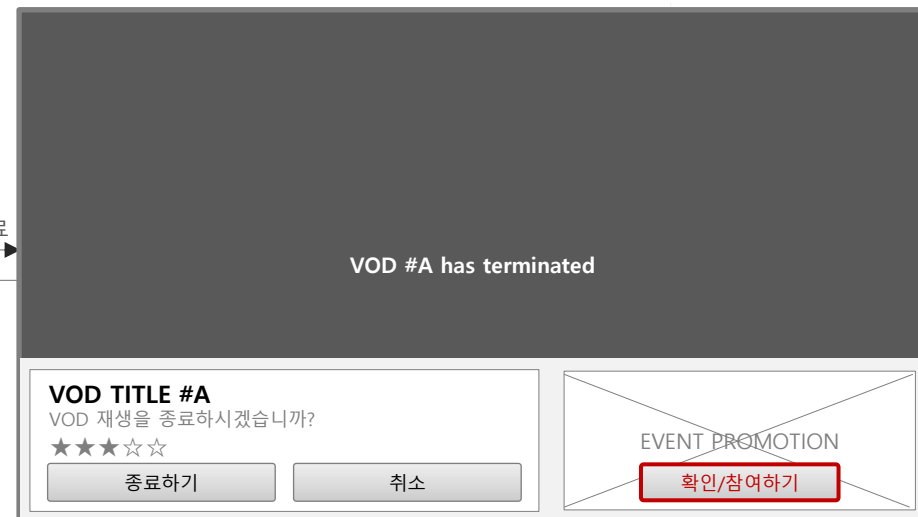 VOD #A has terminated
VOD TITLE #A
VOD 재생을 종료하시겠습니까?
★★★☆☆
종료하기
취소
EVENT PROMOTION
확인/참여하기